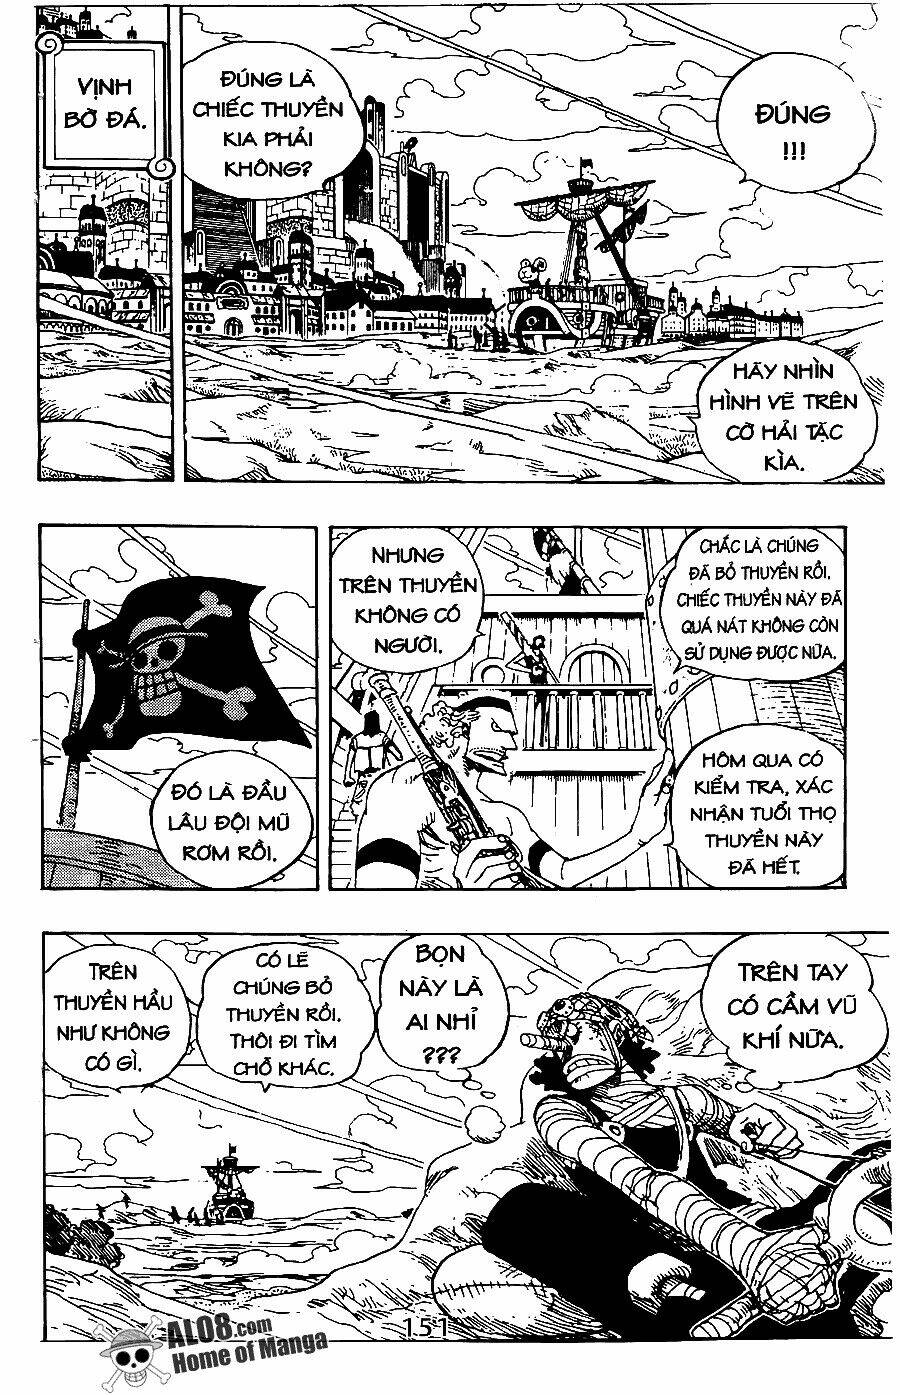 VỊNH
BỜ ĐÁ.
ĐÚNG LÀ
CHIẾC THUYỀN
KIA PHẢI
KHÔNG?
ĐÚNG
!!!
HÃY NHÌN
HÌNH VẼ TRÊN
CỜ HẢI TẶC
KÌA.
ĐÓ LÀ ĐẦU
LÂU ĐỘI MŨ
RƠM RỒI.
NHƯNG
TRÊN THUYỀN
KHÔNG CÓ
NGƯỜI.
CHẮC LÀ CHÚNG
ĐÃ BỎ THUYỀN RỒI.
CHIẾC THUYỀN NÀY ĐÃ
QUÁ NÁT KHÔNG CÒN
SỬ DỤNG ĐƯỢC NỮA.
HÔM QUA CÓ
KIỂM TRA, XÁC
NHẬN TUỔI THỌ
THUYỀN NÀY
ĐÃ HẾT.
TRÊN
THUYỀN HẦU
NHƯ KHÔNG
CÓ GÌ.
CÓ LẼ
CHÚNG BỎ
THUYỀN RỒI.
THÔI ĐI TÌM
CHỖ KHÁC.
BỌN
NÀY LÀ
AI NHỈ
???
TRÊN TAY
CÓ CẦM VŨ
KHÍ NỮA.
151
ALO8.com
Home of Manga